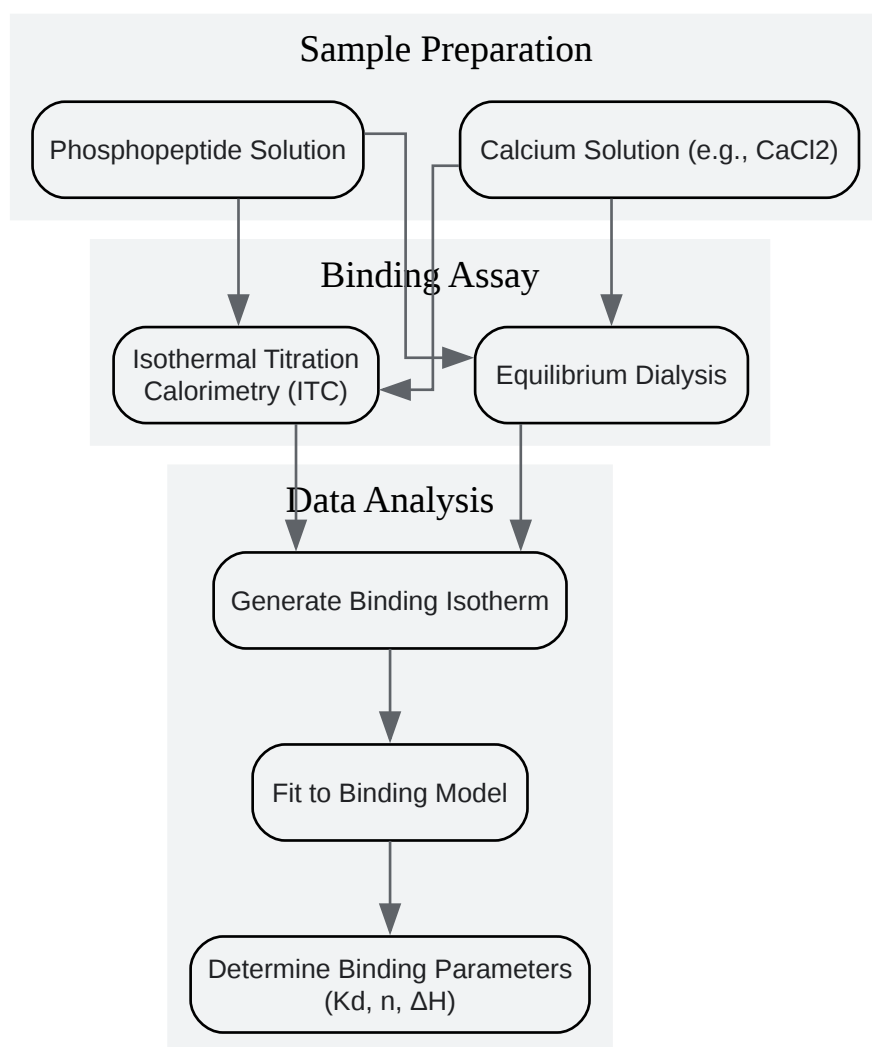 Sample Preparation
Phosphopeptide Solution
Calcium Solution (e.g., CaCl2)
Binding Assay
Isothermal Titration
Calorimetry (ITC)
Equilibrium Dialysis
Data Analysis
Generate Binding Isotherm
Fit to Binding Model
Determine Binding Parameters
(Kd, n, ΔH)